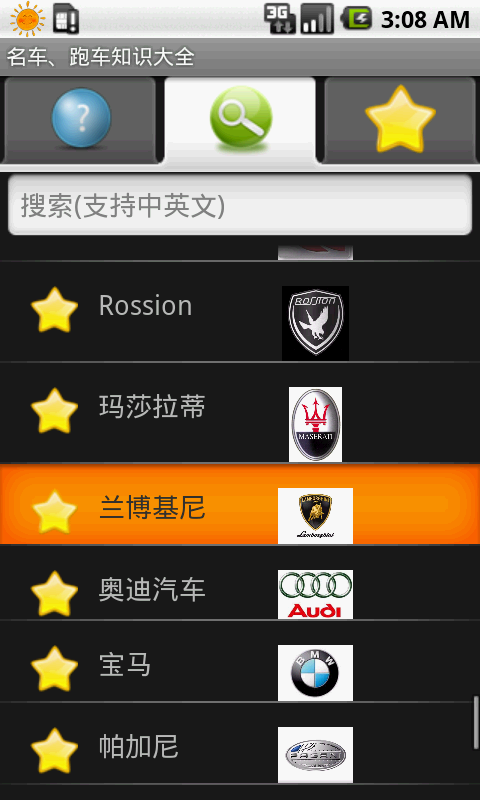 3G
3:08 AM
名车、跑车知识大全
?
搜索(支持中英文)
Rossion
ROSSION
玛莎拉蒂
MASERATI
兰博基尼
LAMBORGHINI
Lamborghini
奥迪汽车
Audi
宝马
BMW
帕加尼
PAGANI